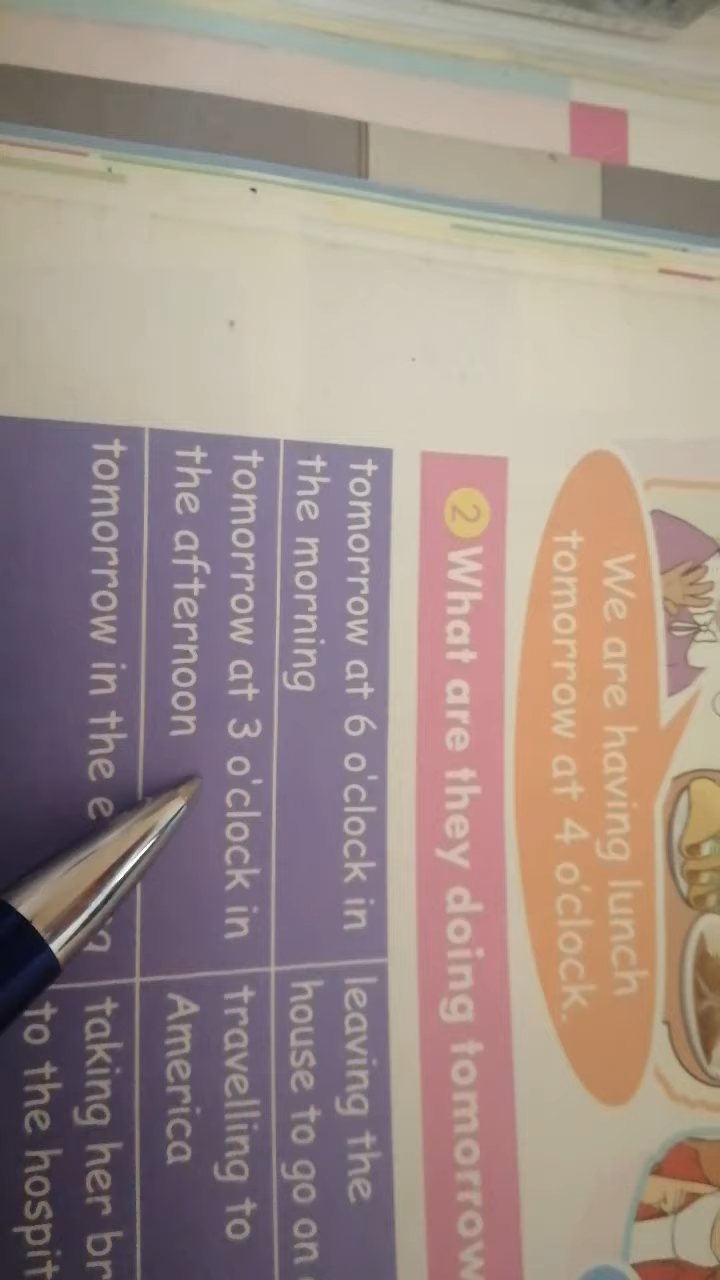 We are having lunch
tomorrow at 4 o'clock.
2 What are they doing tomorrow
tomorrow at 6 o'clock in
the morning
leaving the
house to go on
tomorrow at 3 o'clock in
the afternoon
travelling to
America
tomorrow in the
taking her
to the